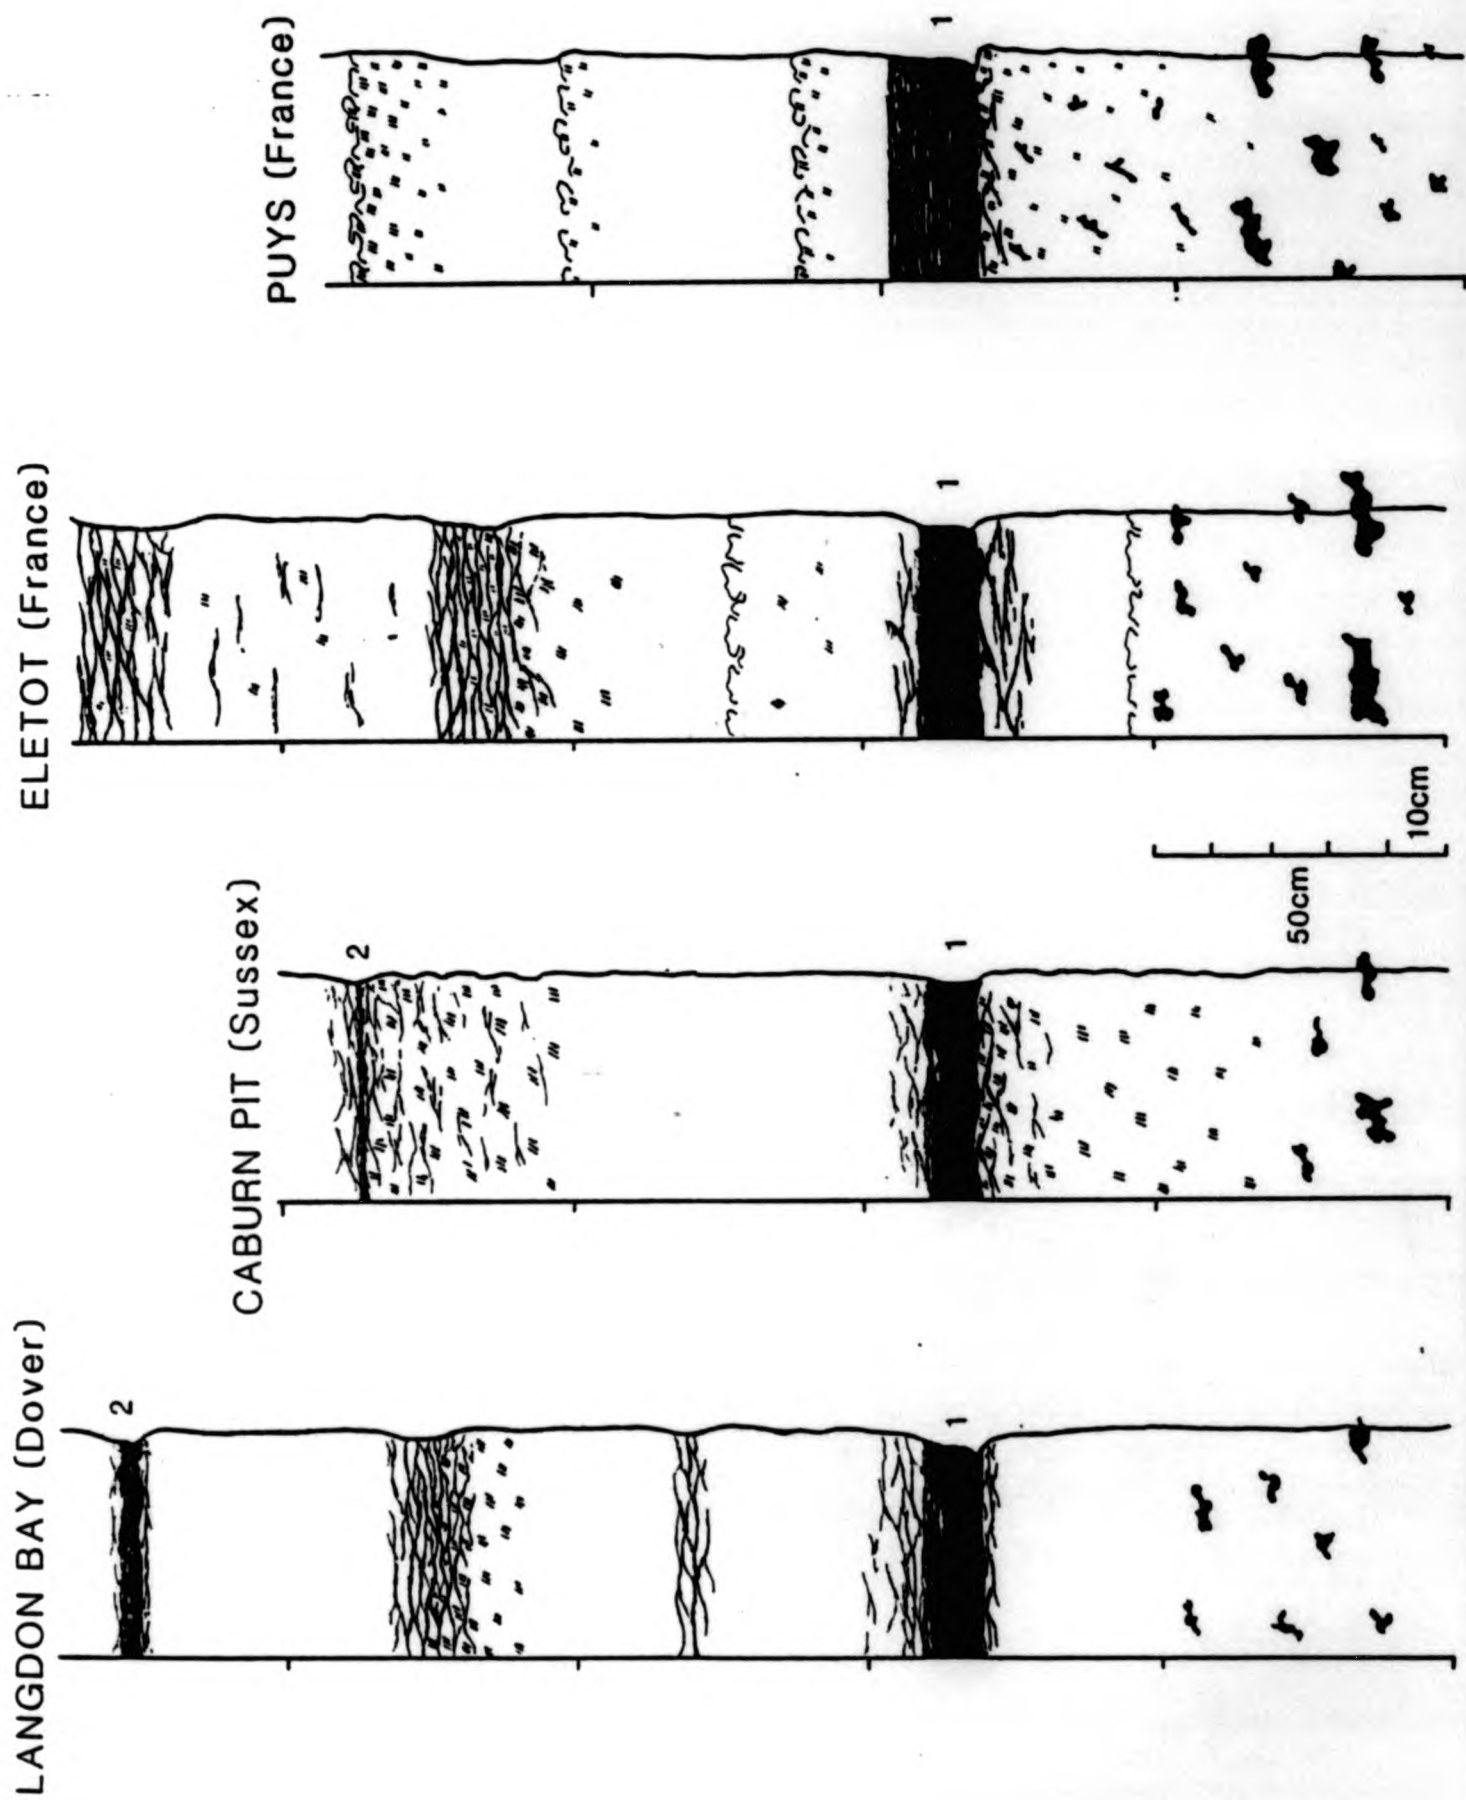 LANGDON BAY (Dover)
2
1
CABURN PIT (Sussex)
2
1
50cm
10cm
ELETOT (France)
1
PUYS (France)
1